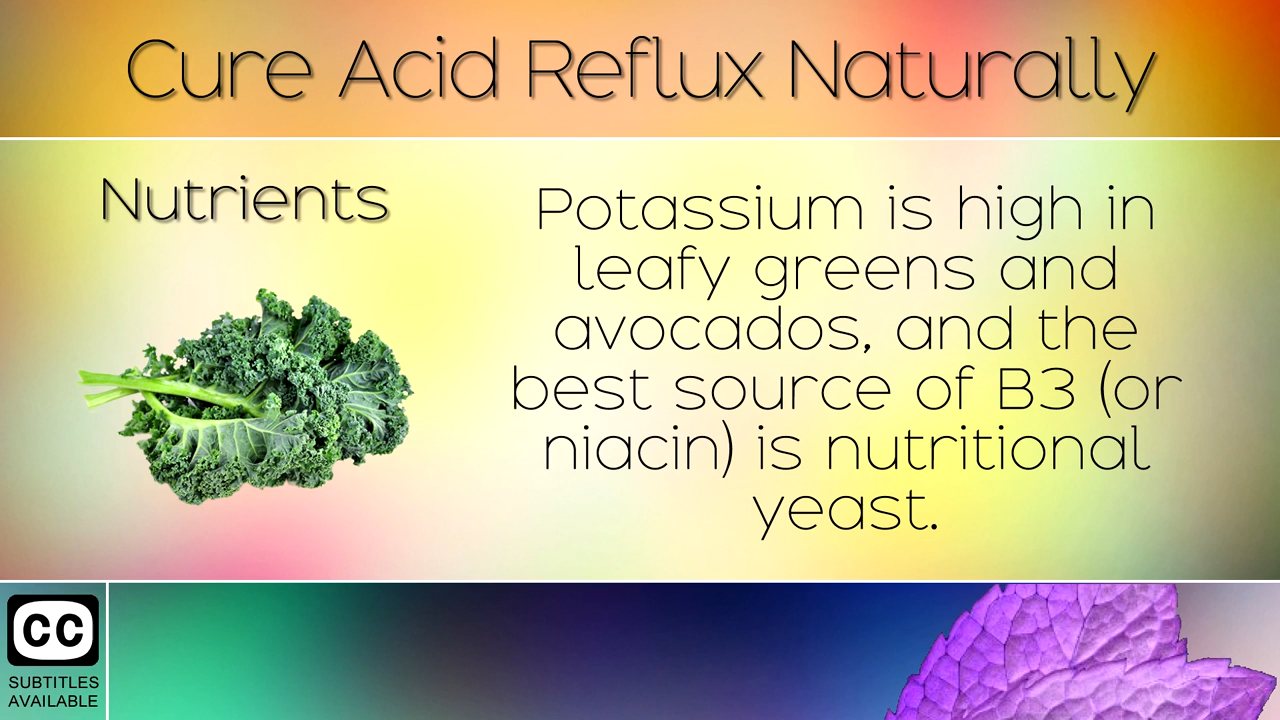 Cure Acid Reflux Naturally
Nutrients
Potassium is high in
leafy greens and
avocados, and the
best source of B3 (or
niacin) is nutritional
yeast.
CC
SUBTITLES
AVAILABLE